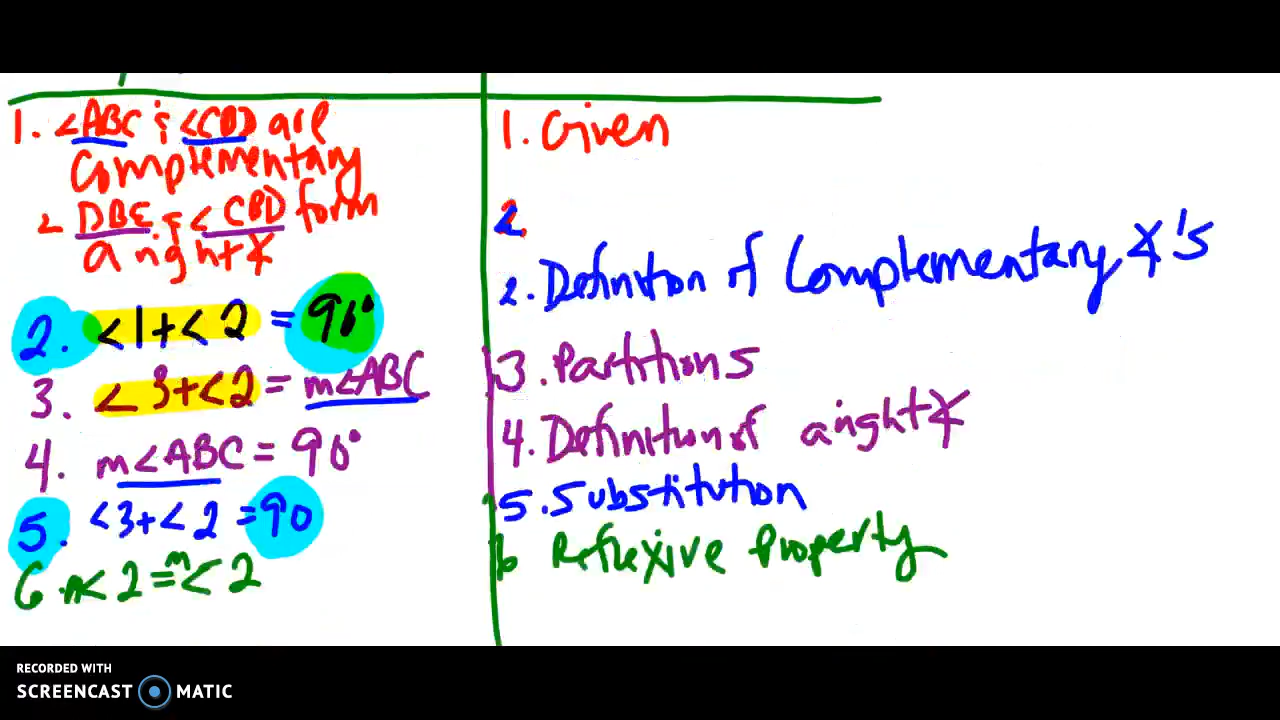 1. <ABC & <CBD are
Complementary
< DBE & < CBD form
a right ∡
2. <1+<2 = 90°
3. <3+<2 = m<ABC
4. m<ABC = 90°
5. <3+<2 = 90
6. m<2 = m<2
1. Given
2.
2. Definition of Complementary ∡'s
3. Partitions
4. Definition of a right ∡
5. Substitution
6 Reflexive Property
RECORDED WITH
SCREENCAST MATIC